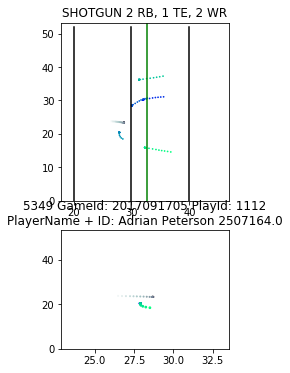 SHOTGUN 2 RB, 1 TE, 2 WR
50
40
30
20
10
0
20 30 40
5349 GameId: 2017091705 PlayId: 1112
PlayerName + ID: Adrian Peterson 2507164.0
40
20
0
25.0 27.5 30.0 32.5